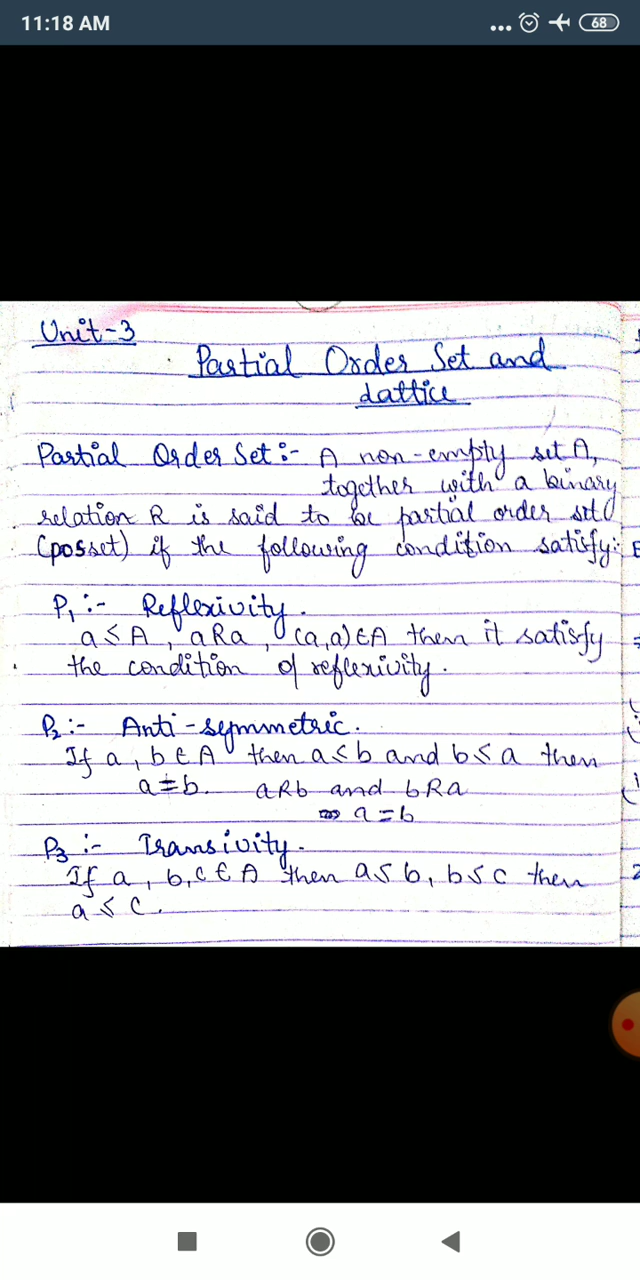 11:18 AM
68
Unit-3
Partial Order Set and
Lattice
Partial Order Set :- A non-empty set A,
together with a binary
relation R is said to be partial order set
(posset) if the following condition satisfy:
P₁ :- Reflexivity.
a ≤ A, aRa, (a,a) ∈ A then it satisfy
the condition of reflexivity.
P₂ :- Anti-symmetric.
If a, b ∈ A then a ≤ b and b ≤ a then
a = b. aRb and bRa
⇒ a = b
P₃ :- Transivity.
If a, b, c ∈ A then a ≤ b, b ≤ c then
a ≤ c.